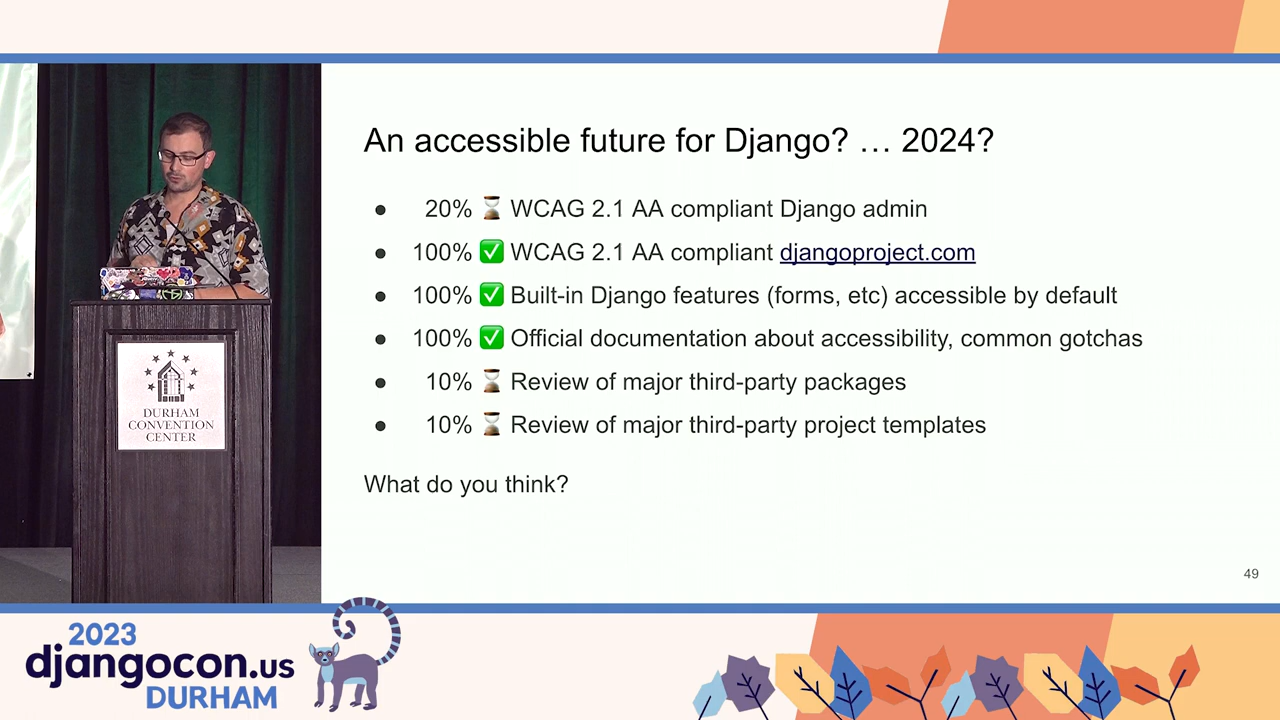 An accessible future for Django? … 2024?
● 20% ⌛ WCAG 2.1 AA compliant Django admin
● 100% ✅ WCAG 2.1 AA compliant djangoproject.com
● 100% ✅ Built-in Django features (forms, etc) accessible by default
● 100% ✅ Official documentation about accessibility, common gotchas
● 10% ⌛ Review of major third-party packages
● 10% ⌛ Review of major third-party project templates
What do you think?
49
DURHAM
CONVENTION
CENTER
2023
djangocon.us
DURHAM